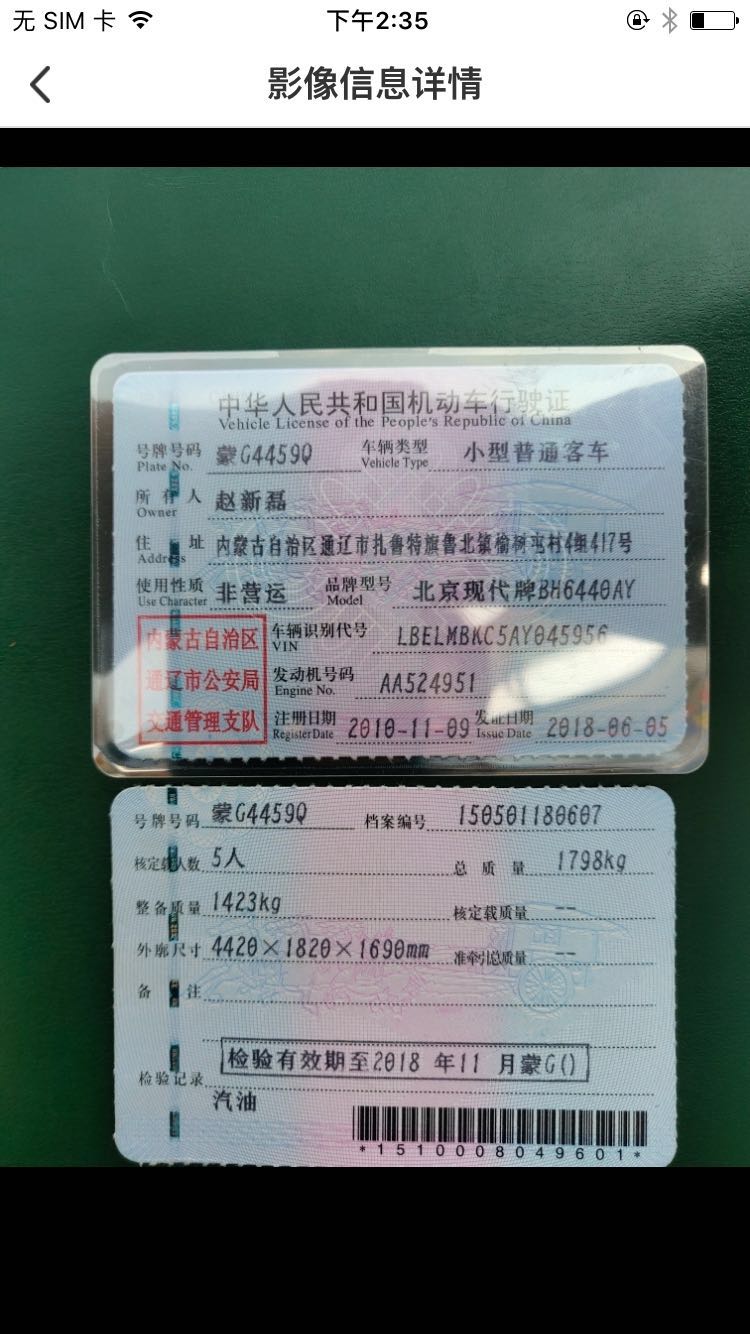 无 SIM 卡 下午2:35
影像信息详情
中华人民共和国机动车行驶证
Vehicle License of the People's Republic of China
号牌号码 蒙G4459Q 车辆类型 小型普通客车
Plate No. Vehicle Type
所有人 赵新磊
Owner
住址 内蒙古自治区通辽市扎鲁特旗鲁北镇榆树屯村4组417号
Address
使用性质 非营运 品牌型号 北京现代牌BH6440AY
Use Character Model
内蒙古自治区 车辆识别代号 LBELMBKC5AY045956
VIN
通辽市公安局 发动机号码 AA524951
Engine No.
交通管理支队 注册日期 2010-11-09 发证日期 2018-06-05
Register Date Issue Date
号牌号码 蒙G4459Q 档案编号 150501180607
核定载人数 5人 总质量 1798kg
整备质量 1423kg 核定载质量 --
外廓尺寸 4420×1820×1690mm 准牵引总质量 --
备注
检验记录 检验有效期至2018 年11 月蒙G()
汽油
*1510008049601*